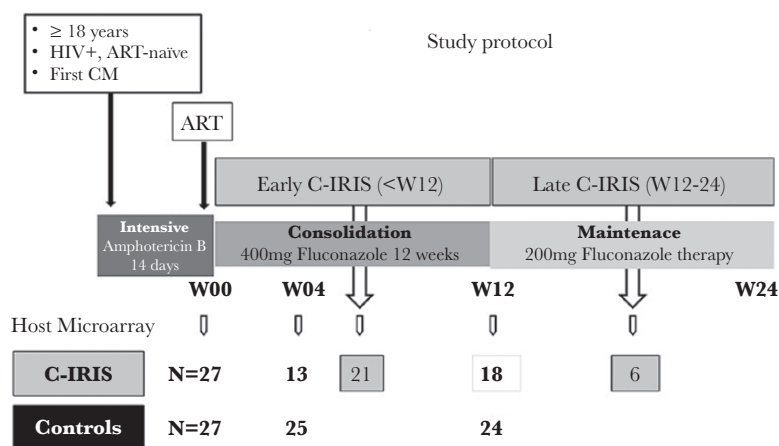 • ≥ 18 years
• HIV+, ART-naïve
• First CM
Study protocol
ART
Early C-IRIS (<W12)
Late C-IRIS (W12-24)
Intensive
Amphotericin B
14 days
Consolidation
400mg Fluconazole 12 weeks
Maintenace
200mg Fluconazole therapy
W00 W04 W12 W24
Host Microarray
C-IRIS N=27 13 21 18 6
Controls N=27 25 24